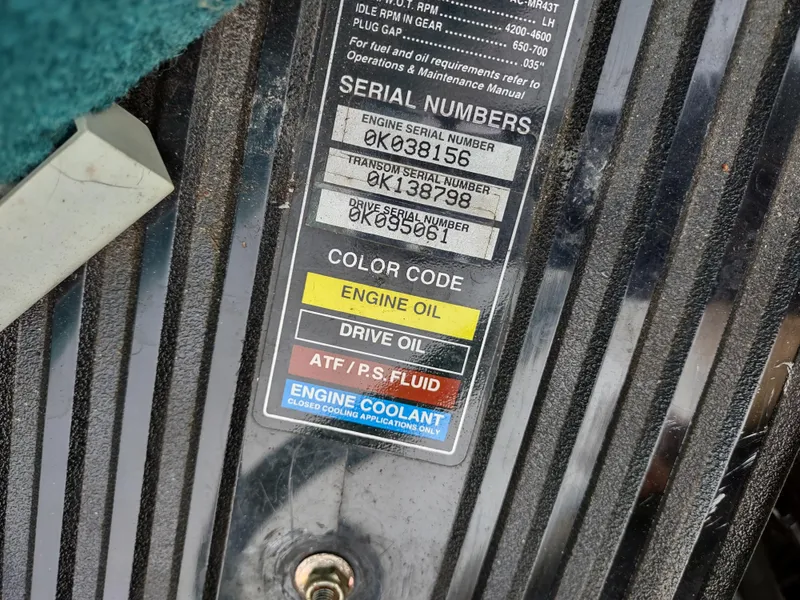 AC-MR43T
W.O.T. RPM LH
IDLE RPM IN GEAR 4200-4600
PLUG GAP 650-700
.035"
For fuel and oil requirements refer to
Operations & Maintenance Manual
SERIAL NUMBERS
ENGINE SERIAL NUMBER
0K038156
TRANSOM SERIAL NUMBER
0K138798
DRIVE SERIAL NUMBER
0K095061
COLOR CODE
ENGINE OIL
DRIVE OIL
ATF / P.S. FLUID
ENGINE COOLANT
CLOSED COOLING APPLICATIONS ONLY